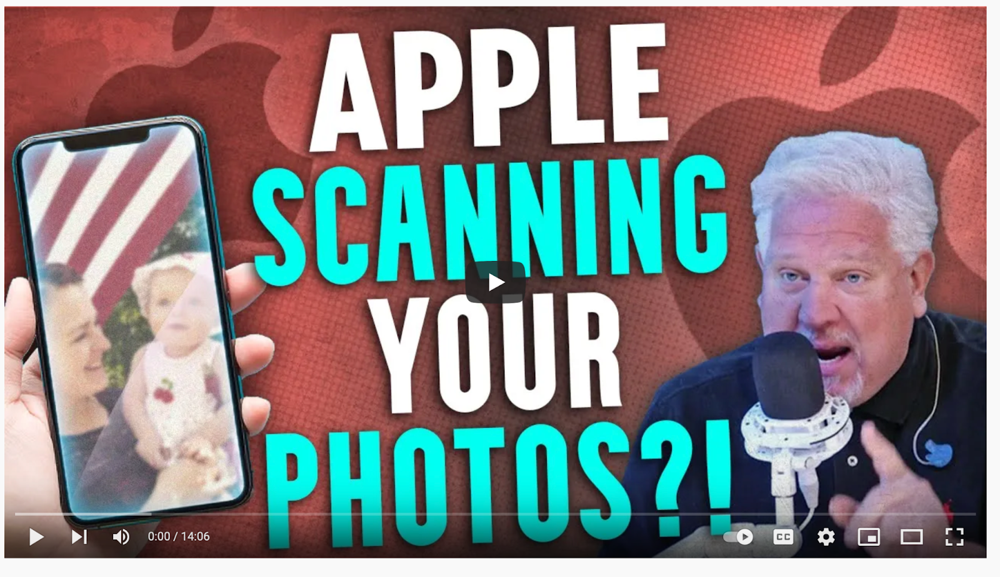 APPLE
SCANNING
YOUR
PHOTOS?!
0:00 / 14:06
CC